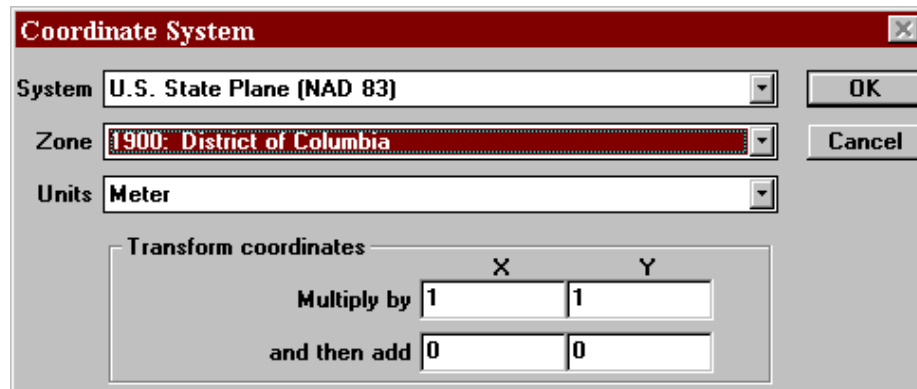 Coordinate System
System U.S. State Plane (NAD 83) OK
Zone 1900: District of Columbia Cancel
Units Meter
Transform coordinates
X Y
Multiply by 1 1
and then add 0 0